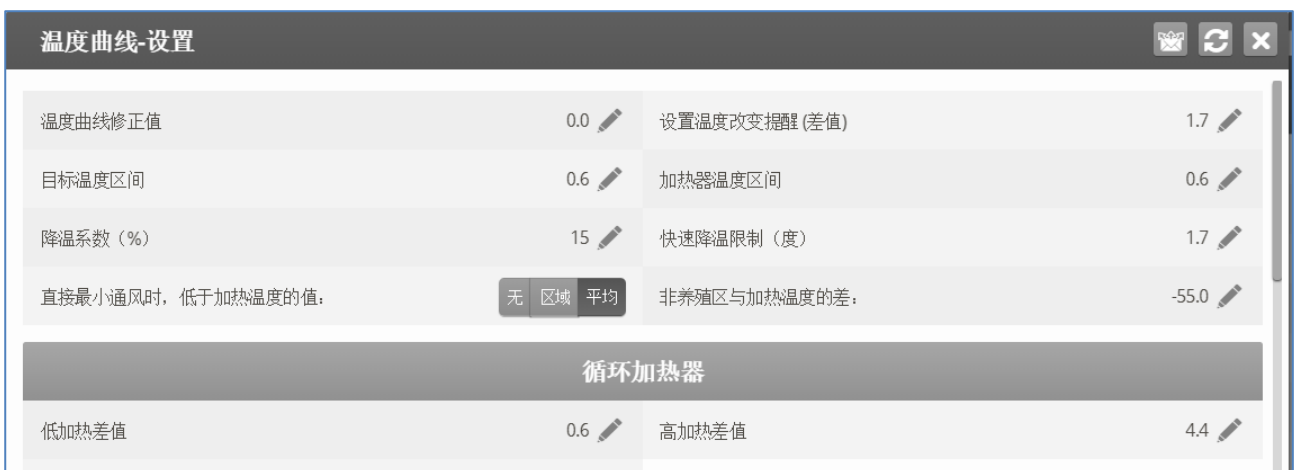 温度曲线-设置
温度曲线修正值 0.0 设置温度改变提醒 (差值) 1.7
目标温度区间 0.6 加热器温度区间 0.6
降温系数（%） 15 快速降温限制（度） 1.7
直接最小通风时，低于加热温度的值： 无 区域 平均 非养殖区与加热温度的差： -55.0
循环加热器
低加热差值 0.6 高加热差值 4.4